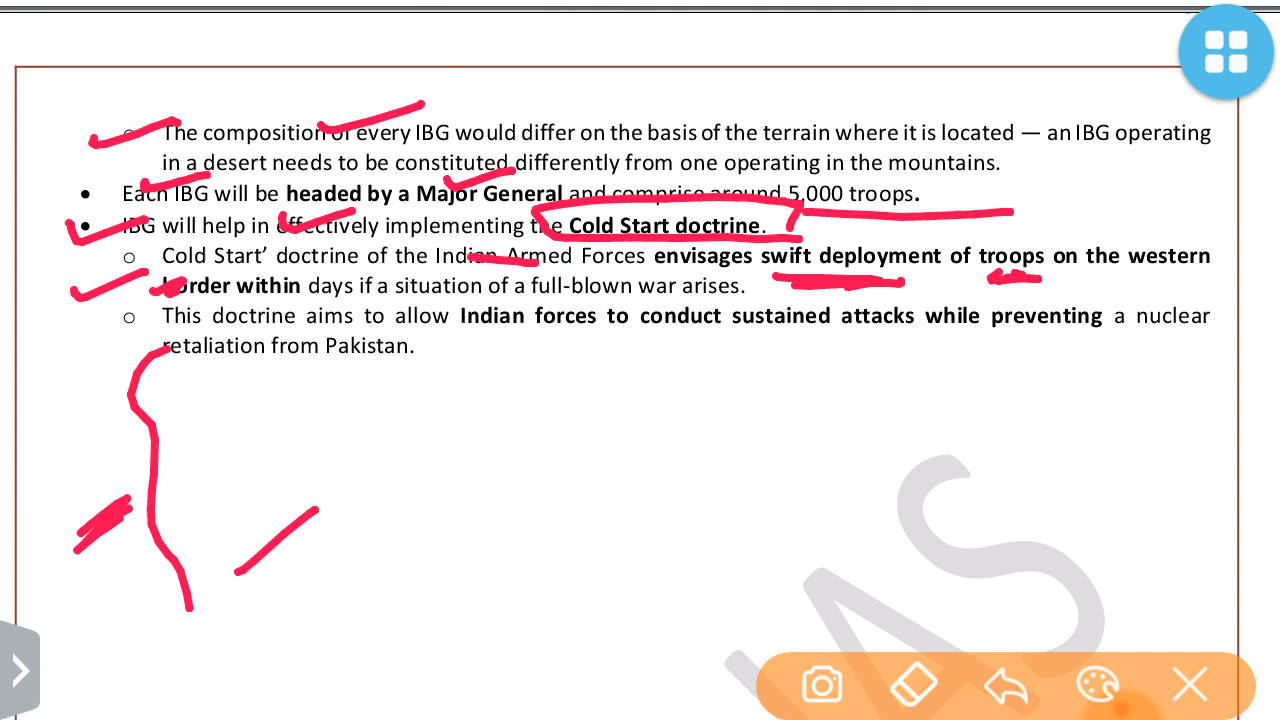 o The composition of every IBG would differ on the basis of the terrain where it is located — an IBG operating
in a desert needs to be constituted differently from one operating in the mountains.
• Each IBG will be headed by a Major General and comprise around 5,000 troops.
• IBG will help in effectively implementing the Cold Start doctrine.
o Cold Start’ doctrine of the Indian Armed Forces envisages swift deployment of troops on the western
border within days if a situation of a full-blown war arises.
o This doctrine aims to allow Indian forces to conduct sustained attacks while preventing a nuclear
retaliation from Pakistan.
AS